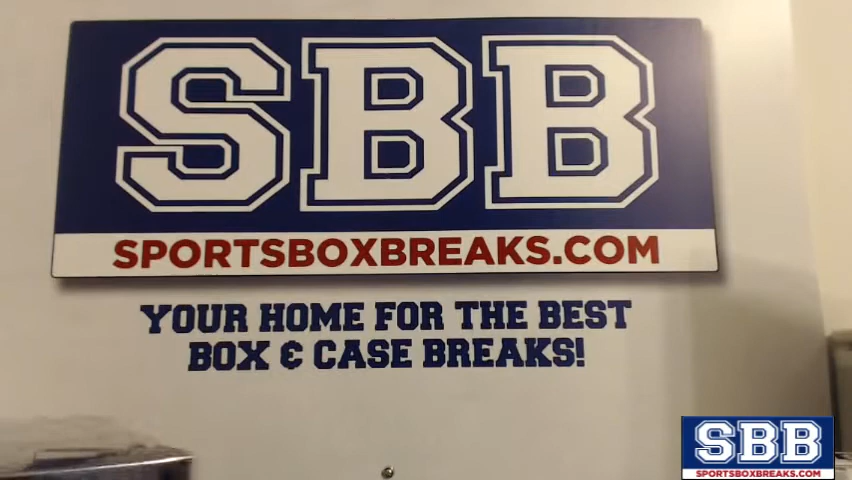 SBB
SPORTSBOXBREAKS.COM
YOUR HOME FOR THE BEST
BOX & CASE BREAKS!
SBB
SPORTSBOXBREAKS.COM